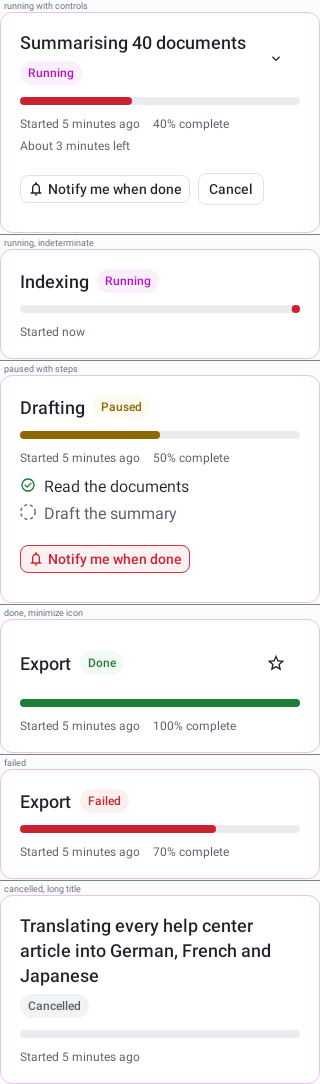 running with controls
Summarising 40 documents
Running
Started 5 minutes ago 40% complete
About 3 minutes left
Notify me when done Cancel
running, indeterminate
Indexing Running
Started now
paused with steps
Drafting Paused
Started 5 minutes ago 50% complete
Read the documents
Draft the summary
Notify me when done
done, minimize icon
Export Done
Started 5 minutes ago 100% complete
failed
Export Failed
Started 5 minutes ago 70% complete
cancelled, long title
Translating every help center
article into German, French and
Japanese
Cancelled
Started 5 minutes ago